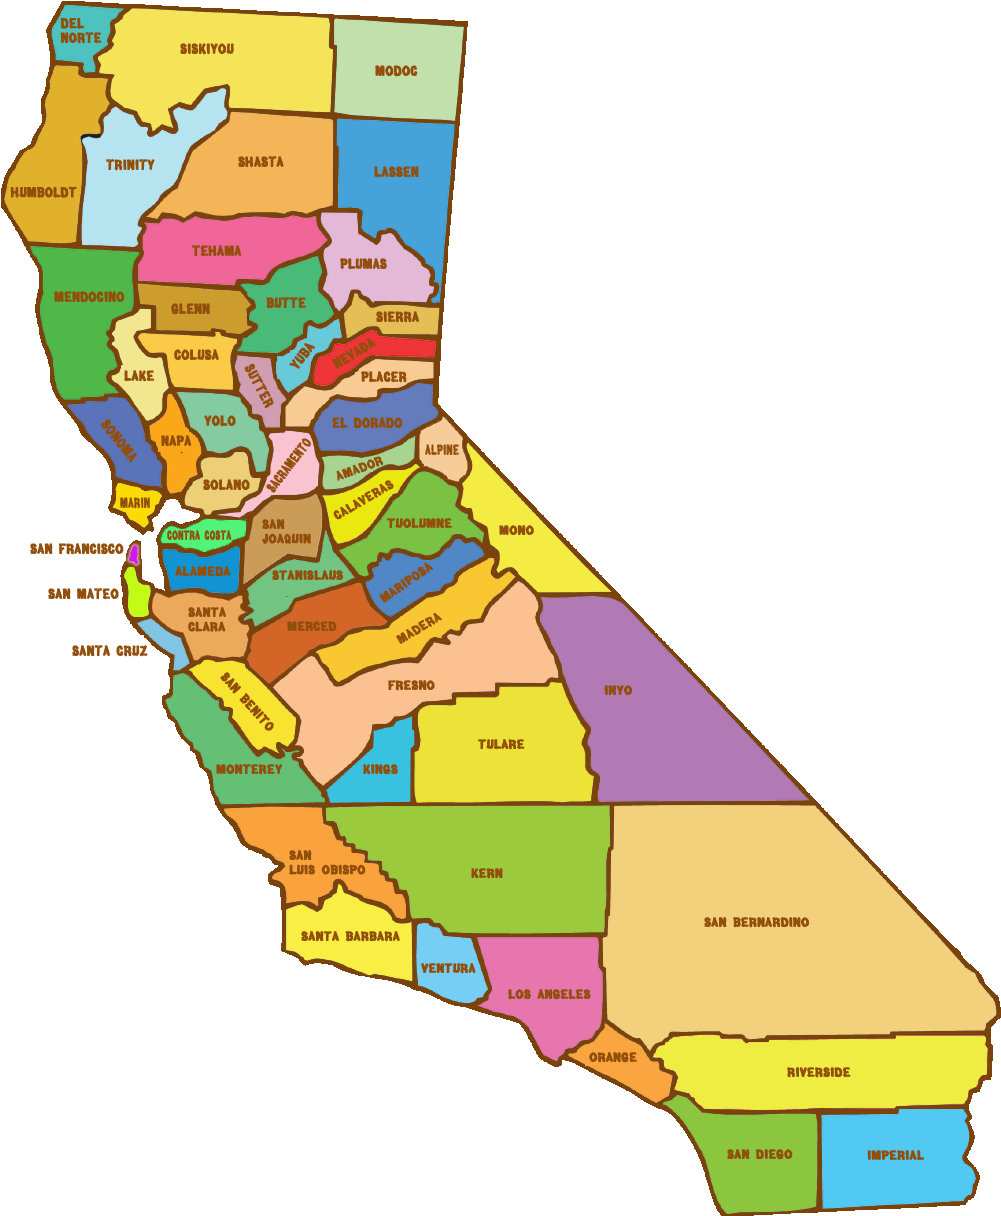 DEL
NORTE
SISKIYOU
MODOC
TRINITY
SHASTA
LASSEN
HUMBOLDT
TEHAMA
PLUMAS
MENDOCINO
GLENN
BUTTE
SIERRA
COLUSA
YUBA
NEVADA
LAKE
SUTTER
PLACER
SONOMA
NAPA
YOLO
EL DORADO
SACRAMENTO
AMADOR
ALPINE
SOLANO
MARIN
CALAVERAS
TUOLUMNE
MONO
CONTRA COSTA
SAN
JOAQUIN
SAN FRANCISCO
ALAMEDA
STANISLAUS
MARIPOSA
SAN MATEO
SANTA
CLARA
MERCED
MADERA
SANTA CRUZ
FRESNO
INYO
SAN BENITO
TULARE
MONTEREY
KINGS
SAN
LUIS OBISPO
KERN
SAN BERNARDINO
SANTA BARBARA
VENTURA
LOS ANGELES
ORANGE
RIVERSIDE
SAN DIEGO
IMPERIAL